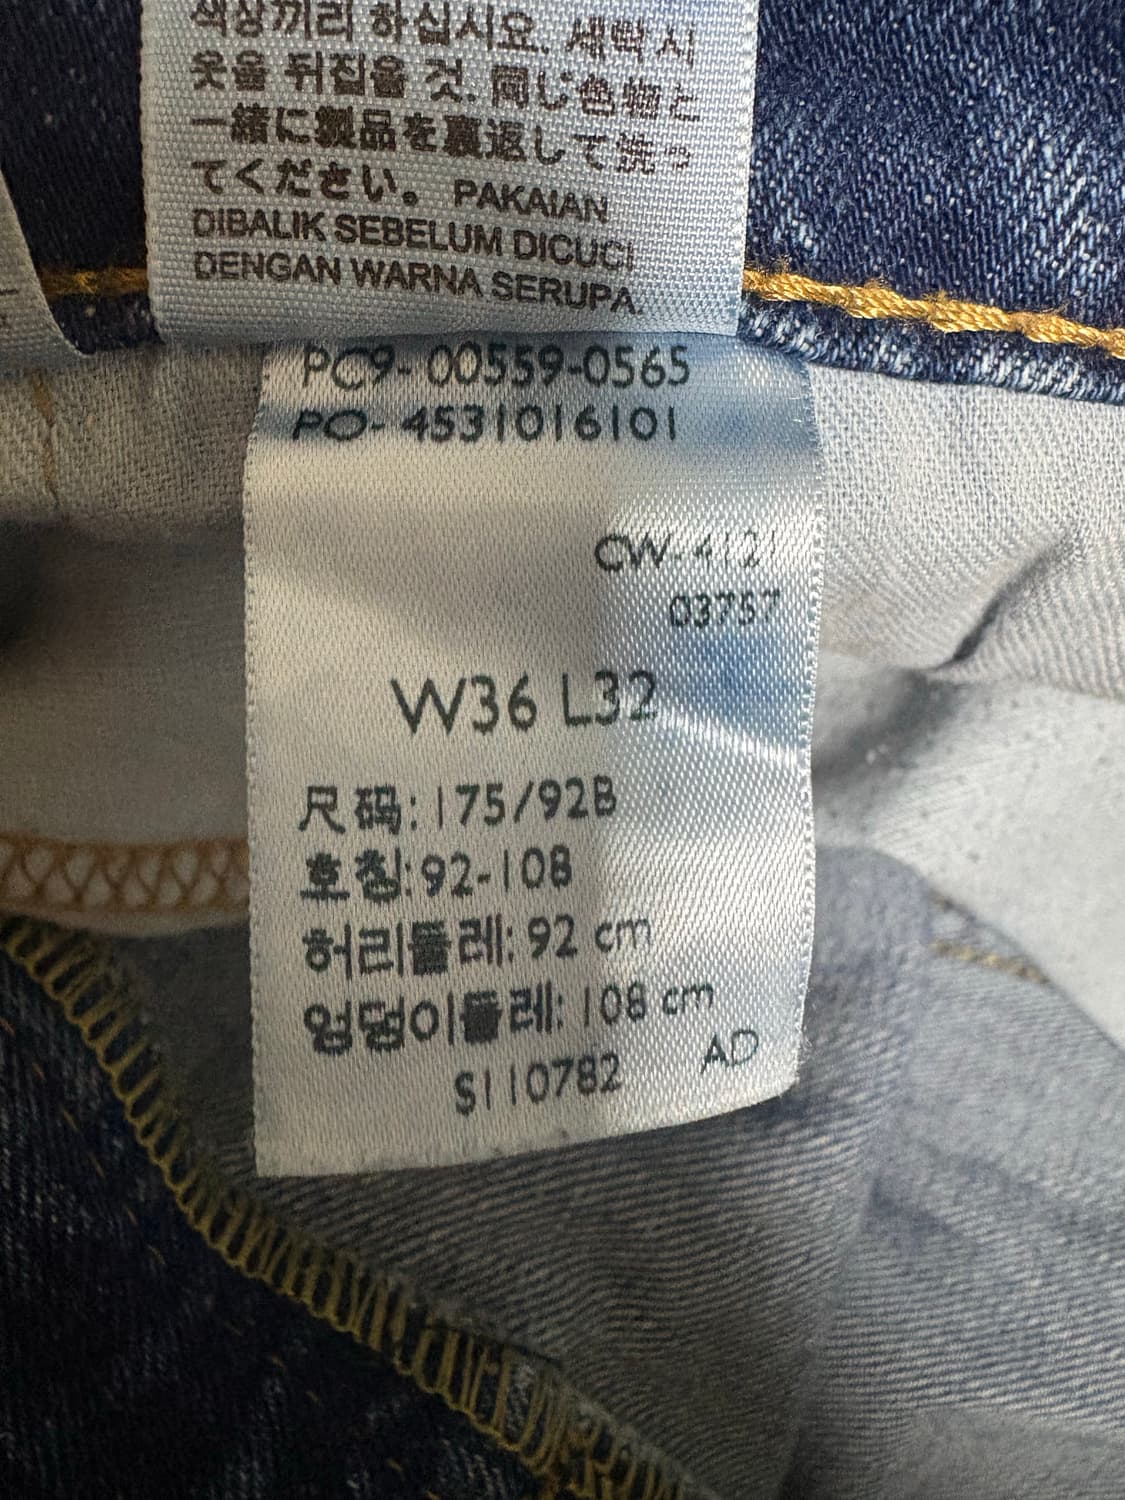 색상끼리 하십시오. 세탁시
옷을 뒤집을 것. 同じ色物と
一緒に製品を裏返して洗っ
てください。 PAKAIAN
DIBALIK SEBELUM DICUCI
DENGAN WARNA SERUPA.
PC9-00559-0565
PO-4531016101
CW-4121
03757
W36 L32
尺码:175/92B
호칭:92-108
허리둘레:92 cm
엉덩이둘레:108 cm
S110782 AD